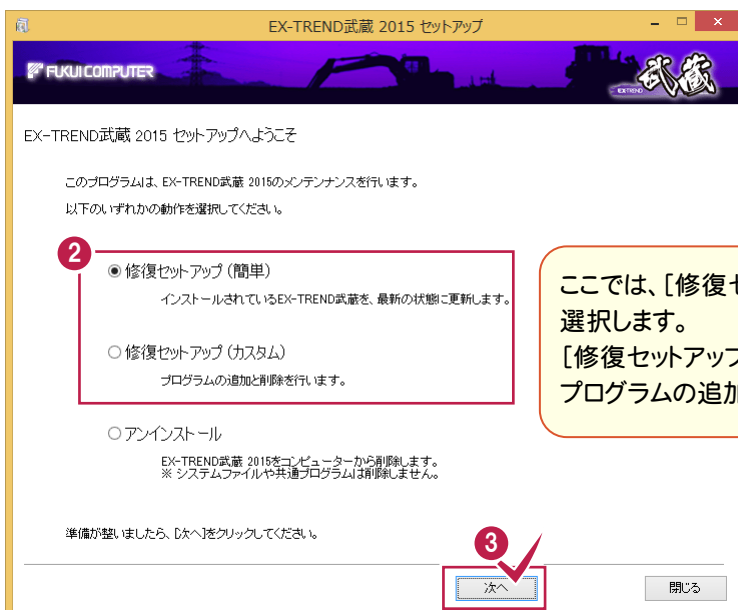 EX-TREND武蔵 2015 セットアップ
FUKUI COMPUTER
EX-TREND 武蔵
EX-TREND武蔵 2015 セットアップへようこそ
このプログラムは、EX-TREND武蔵 2015のメンテナンスを行います。
以下のいずれかの動作を選択してください。
2
修復セットアップ(簡単)
インストールされているEX-TREND武蔵を、最新の状態に更新します。
修復セットアップ(カスタム)
プログラムの追加と削除を行います。
アンインストール
EX-TREND武蔵 2015をコンピューターから削除します。
※ システムファイルや共通プログラムは削除しません。
準備が整いましたら、[次へ]をクリックしてください。
3
次へ
閉じる
ここでは、[修復セ
選択します。
[修復セットアップ
プログラムの追加